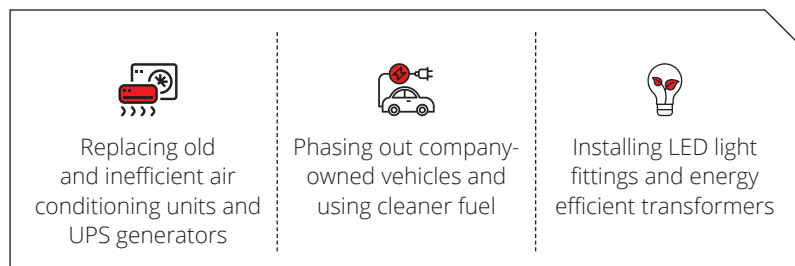 Replacing old
and inefficient air
conditioning units and
UPS generators
Phasing out company-
owned vehicles and
using cleaner fuel
Installing LED light
fittings and energy
efficient transformers